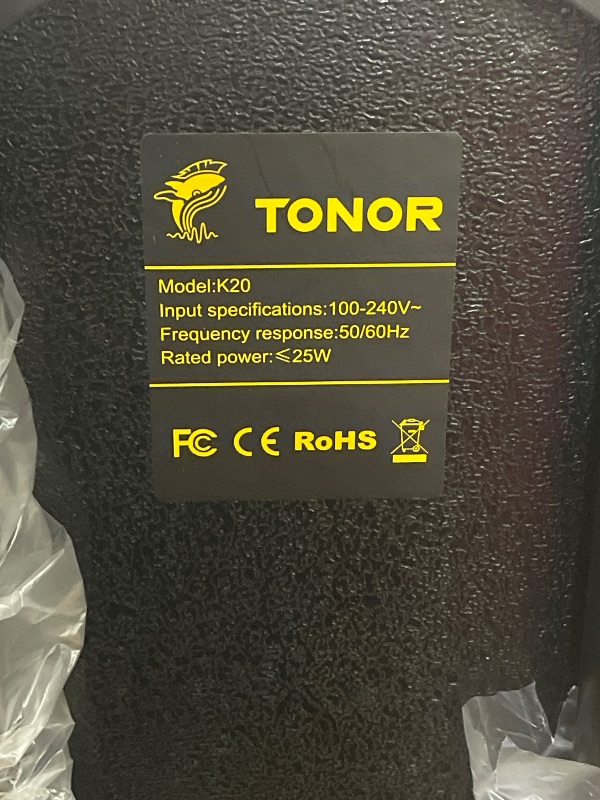 TONOR
Model:K20
Input specifications:100-240V~
Frequency response:50/60Hz
Rated power:≤25W
FC CE RoHS